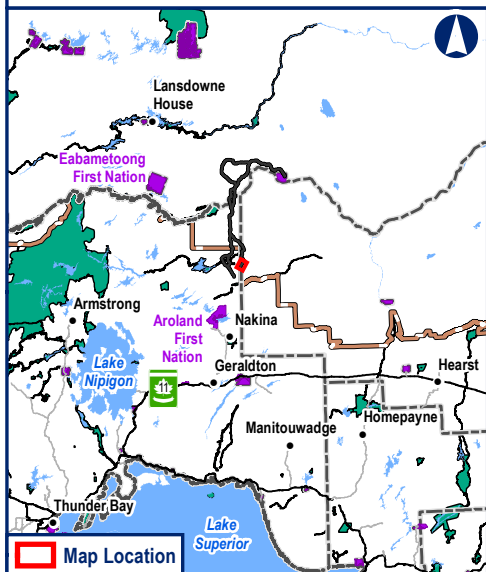 Lansdowne
House
Eabametoong
First Nation
Armstrong
Aroland
First
Nation
Nakina
Lake
Nipigon
Geraldton
11
Hearst
Manitouwadge
Homepayne
Thunder Bay
Lake
Superior
Map Location